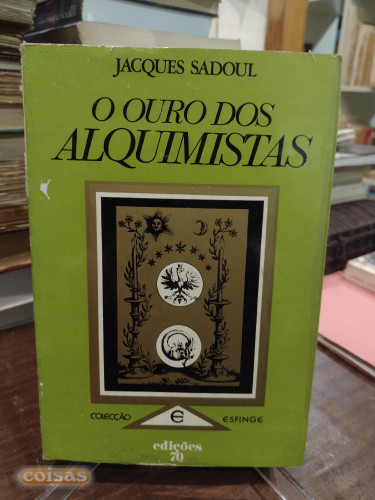 JACQUES SADOUL
O OURO DOS
ALQUIMISTAS
COLECÇÃO
E
ESFINGE
edições
70
coisas